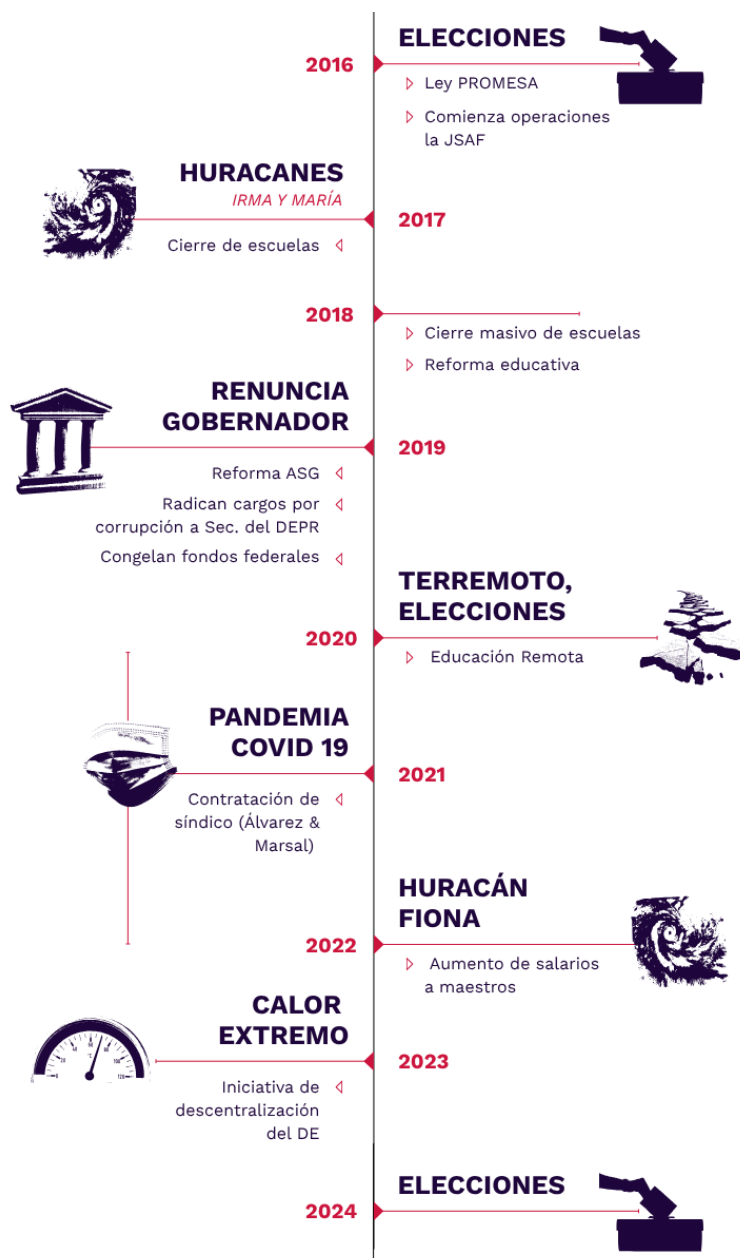 ELECCIONES
2016
Ley PROMESA
Comienza operaciones
la JSAF
HURACANES
IRMA Y MARÍA
2017
Cierre de escuelas
2018
Cierre masivo de escuelas
Reforma educativa
RENUNCIA
GOBERNADOR
2019
Reforma ASG
Radican cargos por
corrupción a Sec. del DEPR
Congelan fondos federales
TERREMOTO,
ELECCIONES
2020
Educación Remota
PANDEMIA
COVID 19
2021
Contratación de
síndico (Álvarez &
Marsal)
HURACÁN
FIONA
2022
Aumento de salarios
a maestros
CALOR
EXTREMO
2023
Iniciativa de
descentralización
del DE
ELECCIONES
2024